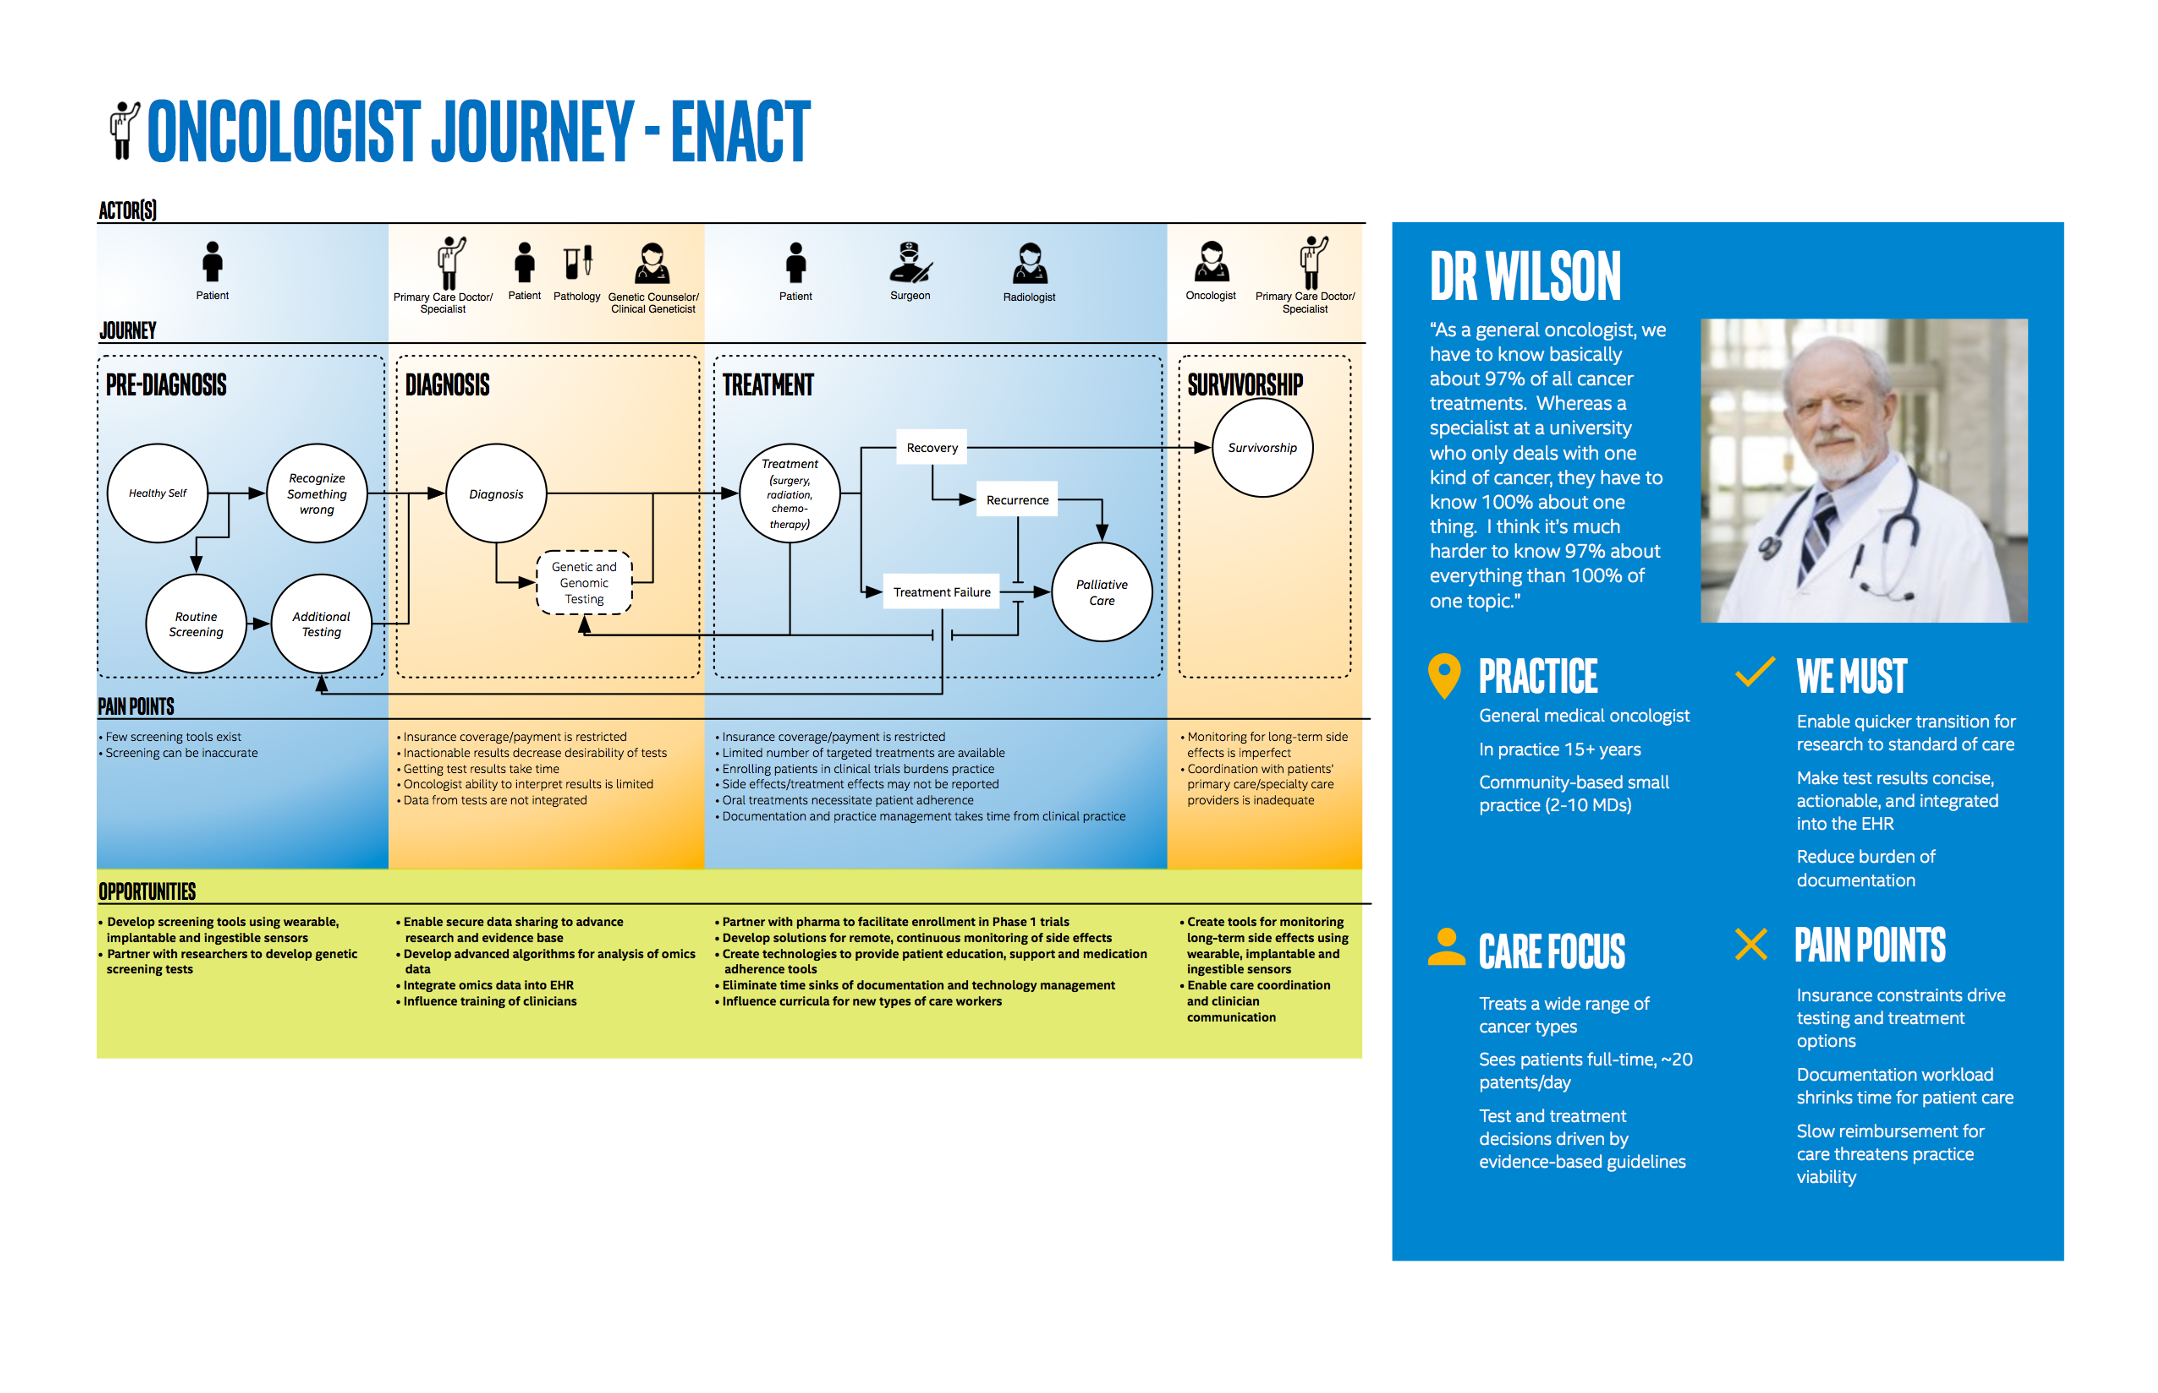 ONCOLOGIST JOURNEY - ENACT
ACTOR(S)
Patient
Primary Care Doctor/
Specialist
Patient
Pathology
Genetic Counselor/
Clinical Geneticist
Patient
Surgeon
Radiologist
Oncologist
Primary Care Doctor/
Specialist
JOURNEY
PRE-DIAGNOSIS
Healthy Self
Recognize
Something
wrong
Routine
Screening
Additional
Testing
DIAGNOSIS
Diagnosis
Genetic and
Genomic
Testing
TREATMENT
Treatment
(surgery,
radiation,
chemo-
therapy)
Recovery
Recurrence
Treatment Failure
Palliative
Care
SURVIVORSHIP
Survivorship
PAIN POINTS
• Few screening tools exist
• Screening can be inaccurate
• Insurance coverage/payment is restricted
• Inactionable results decrease desirability of tests
• Getting test results take time
• Oncologist ability to interpret results is limited
• Data from tests are not integrated
• Insurance coverage/payment is restricted
• Limited number of targeted treatments are available
• Enrolling patients in clinical trials burdens practice
• Side effects/treatment effects may not be reported
• Oral treatments necessitate patient adherence
• Documentation and practice management takes time from clinical practice
• Monitoring for long-term side
effects is imperfect
• Coordination with patients'
primary care/specialty care
providers is inadequate
OPPORTUNITIES
• Develop screening tools using wearable,
implantable and ingestible sensors
• Partner with researchers to develop genetic
screening tests
• Enable secure data sharing to advance
research and evidence base
• Develop advanced algorithms for analysis of omics
data
• Integrate omics data into EHR
• Influence training of clinicians
• Partner with pharma to facilitate enrollment in Phase 1 trials
• Develop solutions for remote, continuous monitoring of side effects
• Create technologies to provide patient education, support and medication
adherence tools
• Eliminate time sinks of documentation and technology management
• Influence curricula for new types of care workers
• Create tools for monitoring
long-term side effects using
wearable, implantable and
ingestible sensors
• Enable care coordination
and clinician
communication
DR WILSON
“As a general oncologist, we
have to know basically
about 97% of all cancer
treatments.  Whereas a
specialist at a university
who only deals with one
kind of cancer, they have to
know 100% about one
thing.  I think it's much
harder to know 97% about
everything than 100% of
one topic.”
PRACTICE
General medical oncologist
In practice 15+ years
Community-based small
practice (2-10 MDs)
WE MUST
Enable quicker transition for
research to standard of care
Make test results concise,
actionable, and integrated
into the EHR
Reduce burden of
documentation
CARE FOCUS
Treats a wide range of
cancer types
Sees patients full-time, ~20
patents/day
Test and treatment
decisions driven by
evidence-based guidelines
PAIN POINTS
Insurance constraints drive
testing and treatment
options
Documentation workload
shrinks time for patient care
Slow reimbursement for
care threatens practice
viability